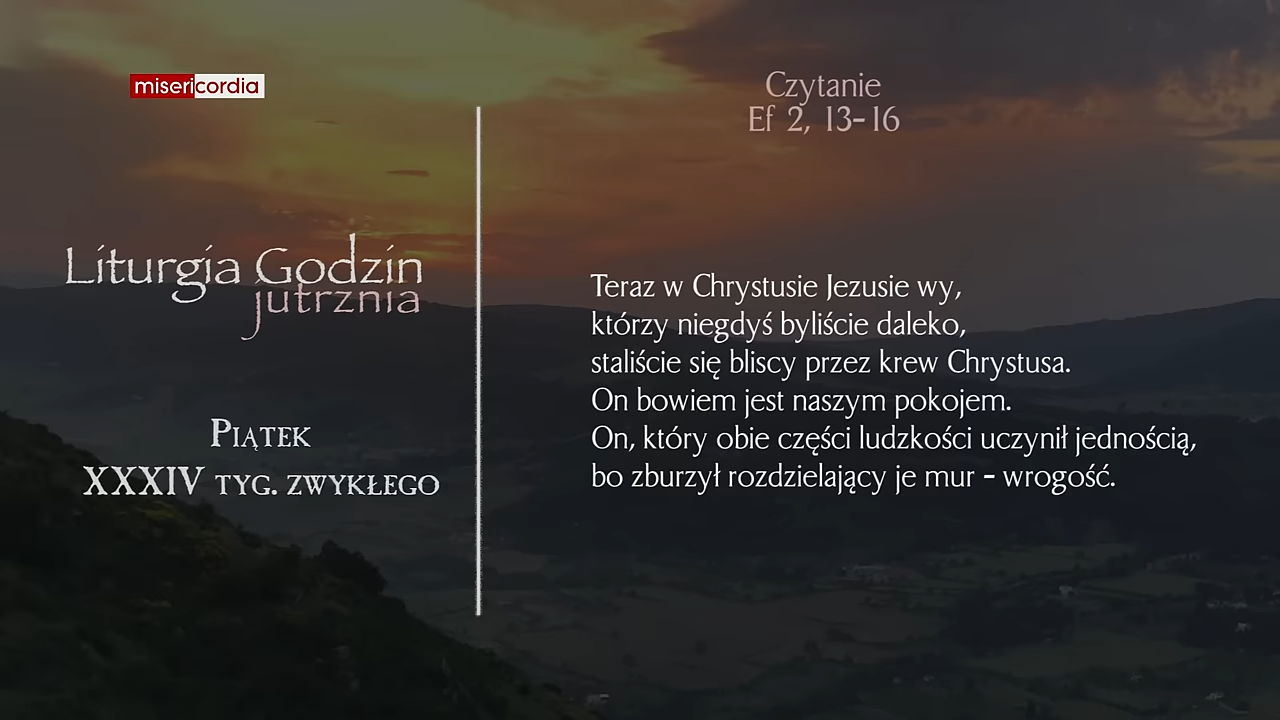 misericordia
Liturgia Godzin
jutrznia
Piątek
XXXIV tyg. zwykłego
Czytanie
Ef 2, 13-16
Teraz w Chrystusie Jezusie wy,
którzy niegdyś byliście daleko,
staliście się bliscy przez krew Chrystusa.
On bowiem jest naszym pokojem.
On, który obie części ludzkości uczynił jednością,
bo zburzył rozdzielający je mur - wrogość.